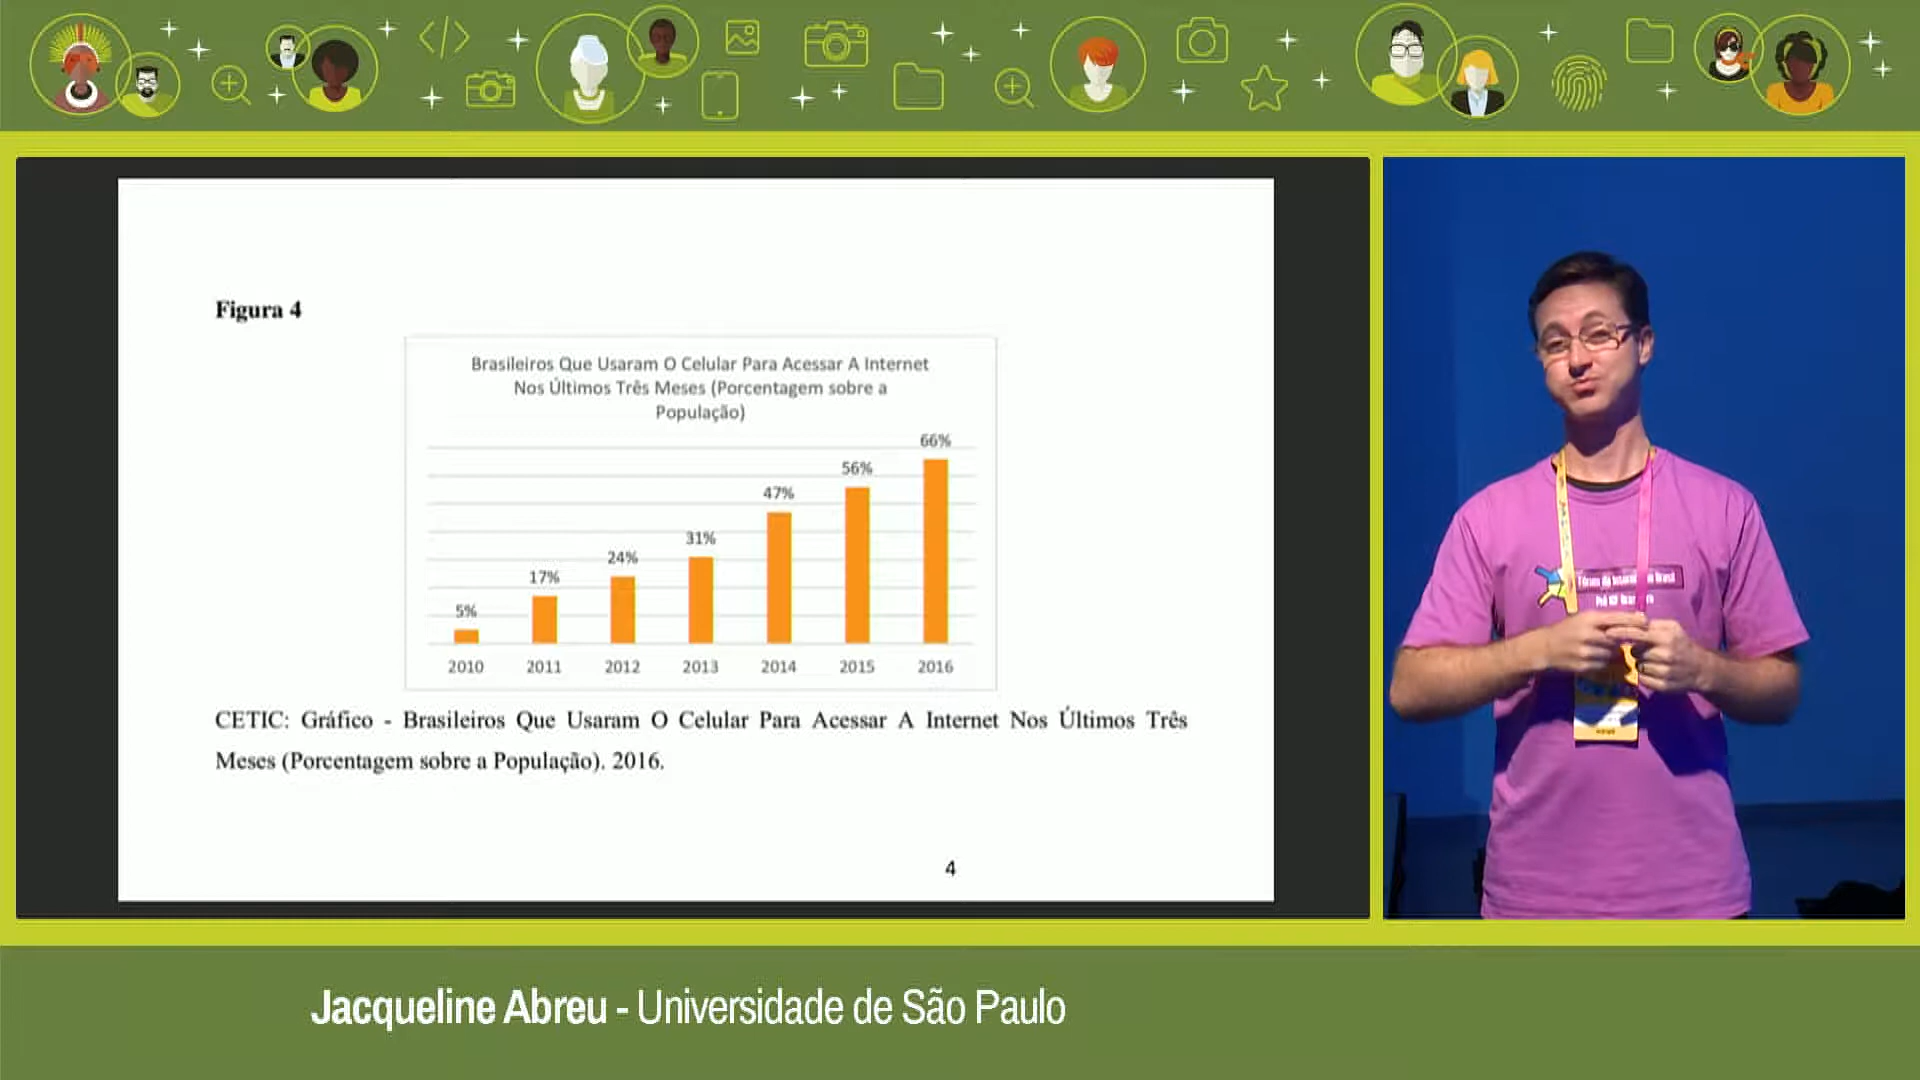 Figura 4
Brasileiros Que Usaram O Celular Para Acessar A Internet
Nos Últimos Três Meses (Porcentagem sobre a
População)
5%
17%
24%
31%
47%
56%
66%
2010
2011
2012
2013
2014
2015
2016
CETIC: Gráfico - Brasileiros Que Usaram O Celular Para Acessar A Internet Nos Últimos Três
Meses (Porcentagem sobre a População). 2016.
4
Jacqueline Abreu - Universidade de São Paulo